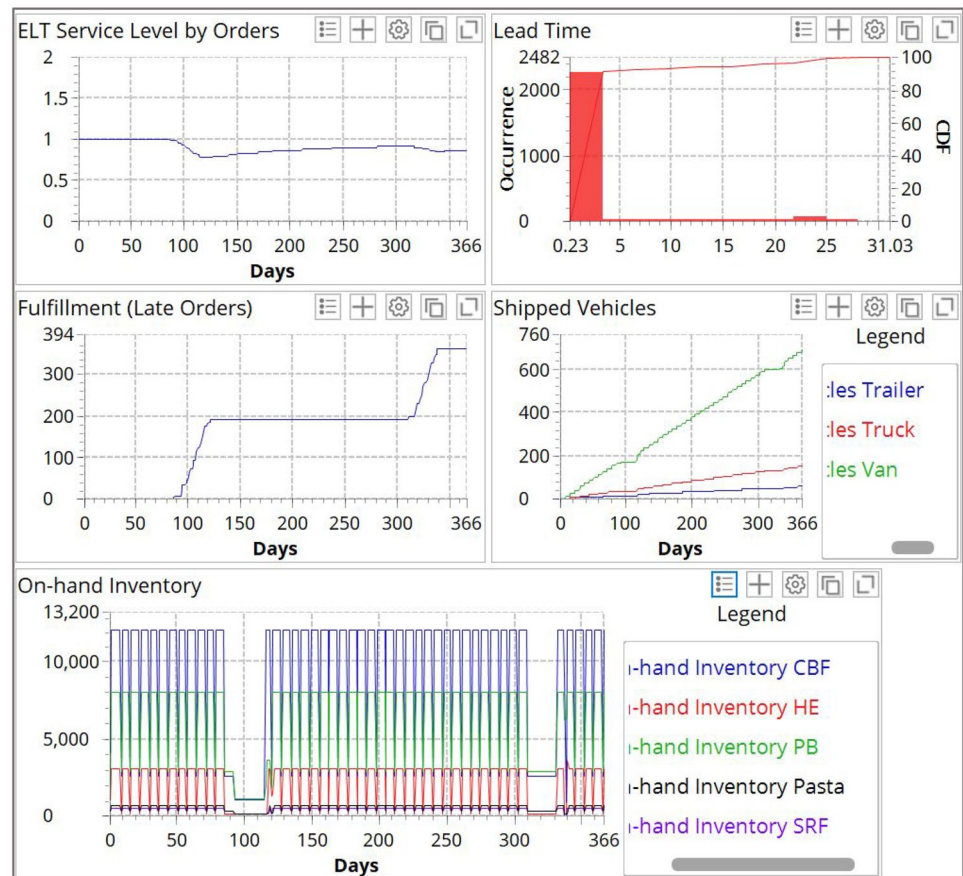 ELT Service Level by Orders
2
1.5
1
0.5
0
0 50 100 150 200 250 300 366
Days
Lead Time
2482
2000
1000
0
Occurrence
100
80
60
40
20
0
CDF
0.23 5 10 15 20 25 31.03
Fulfillment (Late Orders)
394
300
200
100
0
0 50 100 150 200 250 300 366
Days
Shipped Vehicles
760
600
400
200
0
0 100 200 300 366
Days
Legend
:les Trailer
:les Truck
:les Van
On-hand Inventory
13,200
10,000
5,000
0
0 50 100 150 200 250 300 366
Days
Legend
ı-hand Inventory CBF
ı-hand Inventory HE
ı-hand Inventory PB
ı-hand Inventory Pasta
ı-hand Inventory SRF